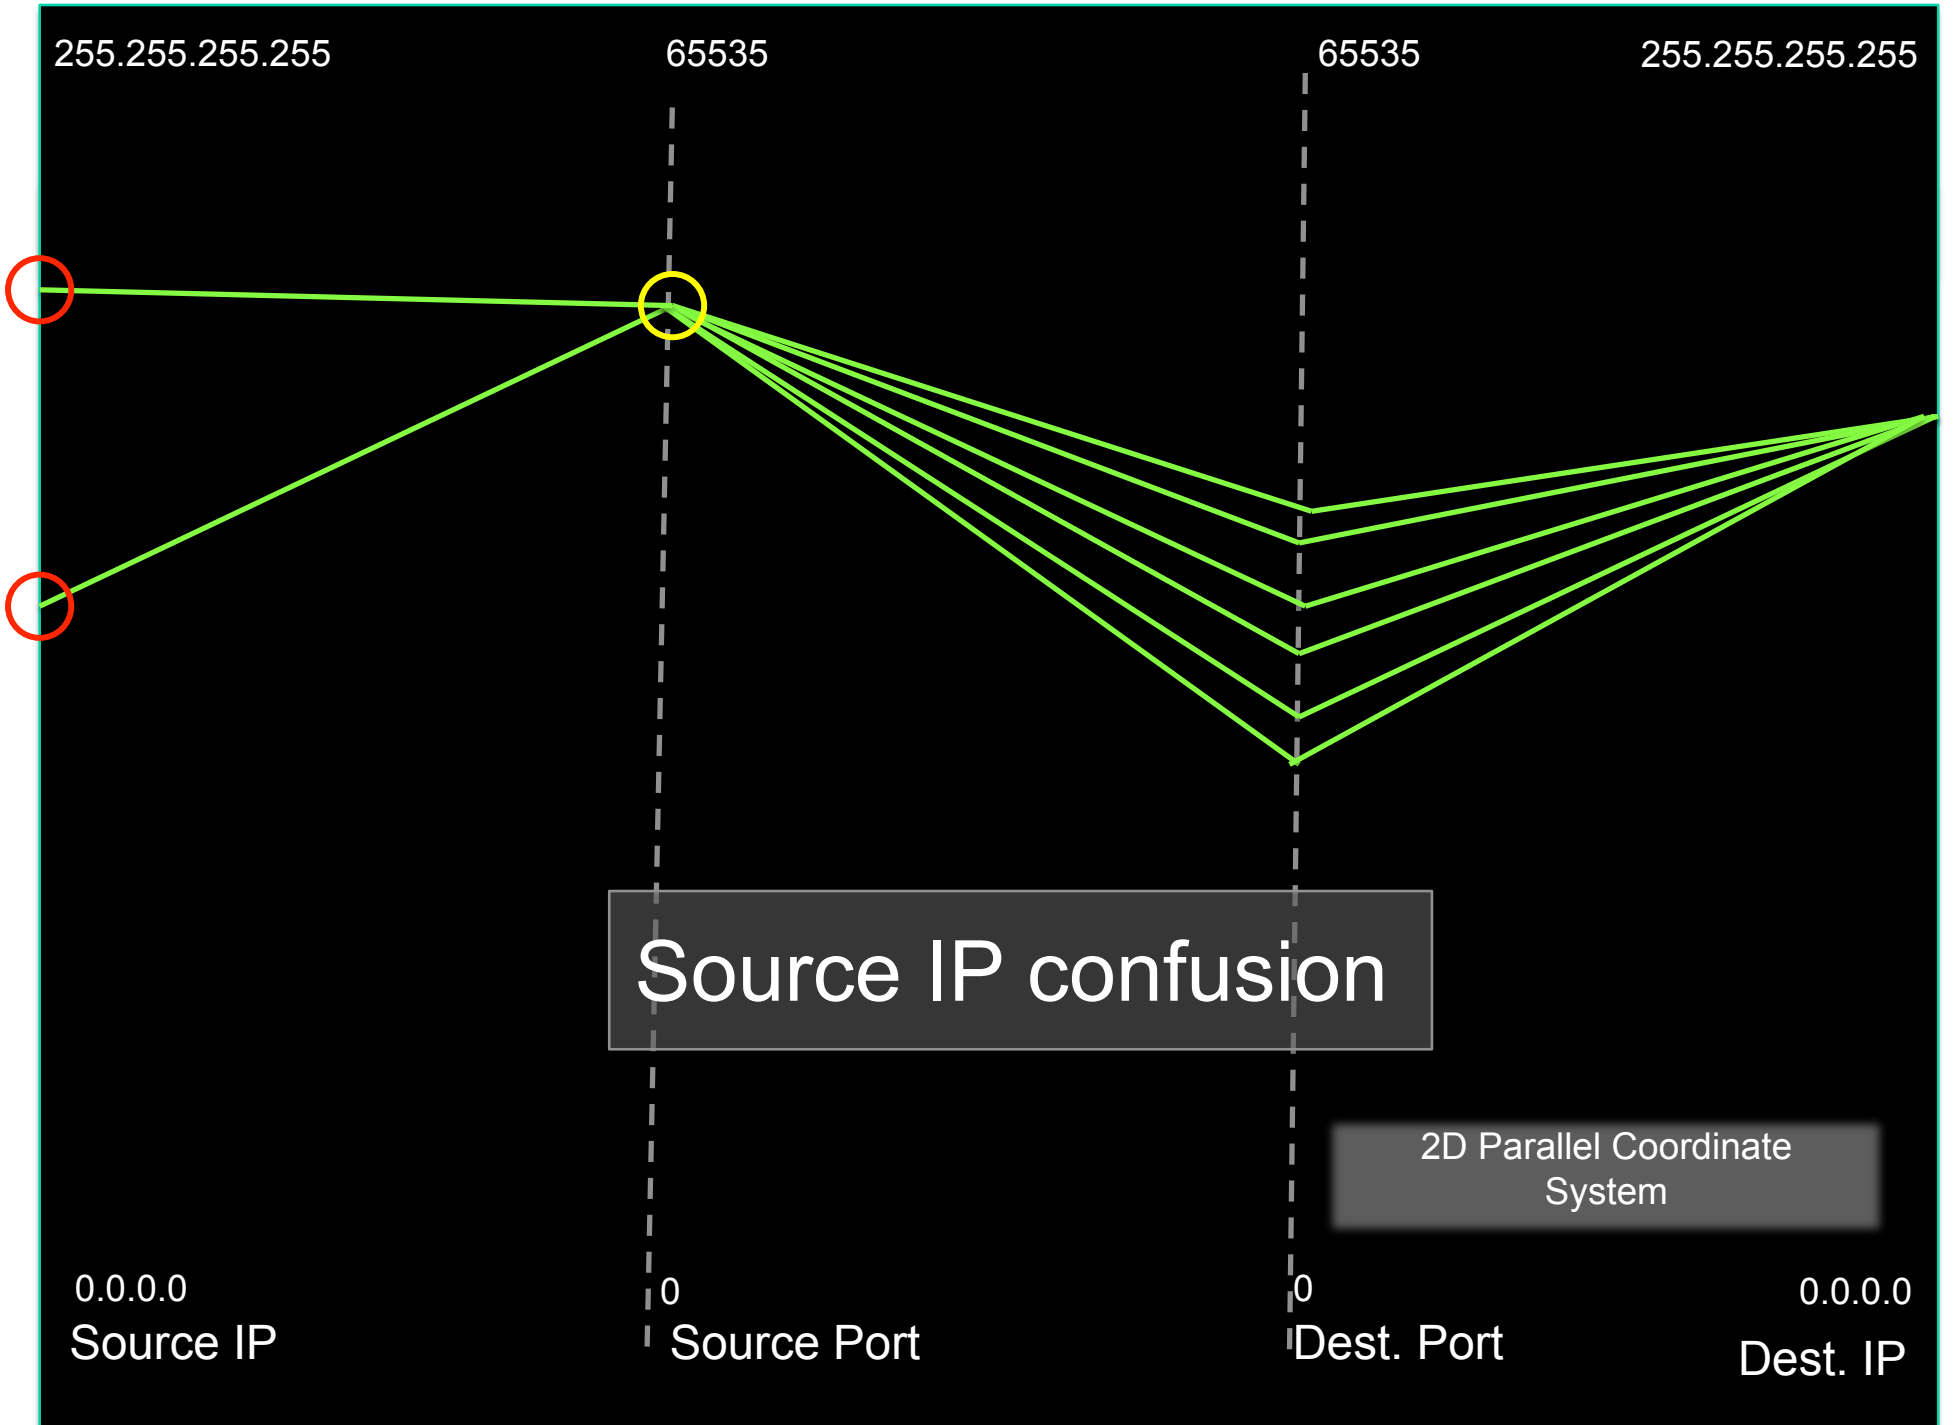 255.255.255.255
65535
65535
255.255.255.255
Source IP confusion
2D Parallel Coordinate
System
0.0.0.0
0
0
0.0.0.0
Source IP
Source Port
Dest. Port
Dest. IP